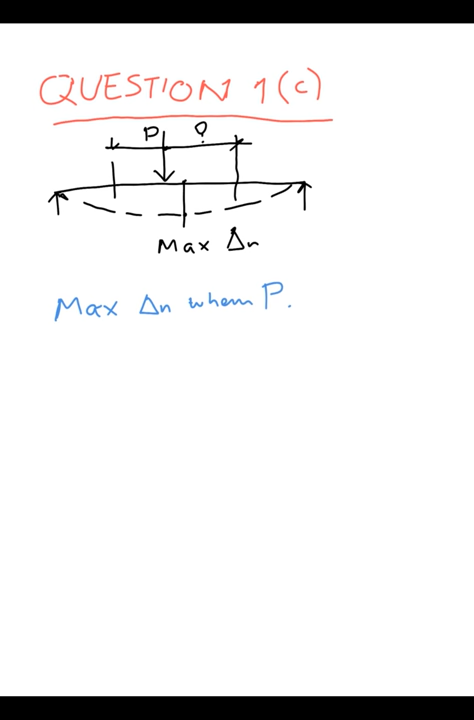 QUESTION 1(c)
P ?
Max Δn
Max Δn when P.